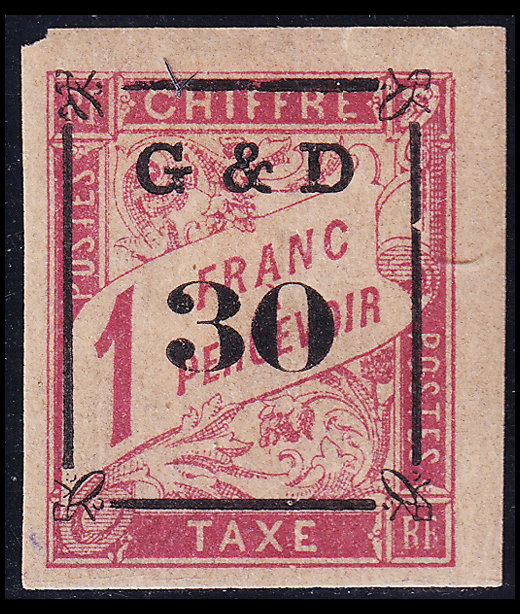 CHIFFRE
G & D
POSTES
1 FRANC
À
30
PERCEVOIR
POSTES
TAXE
RF